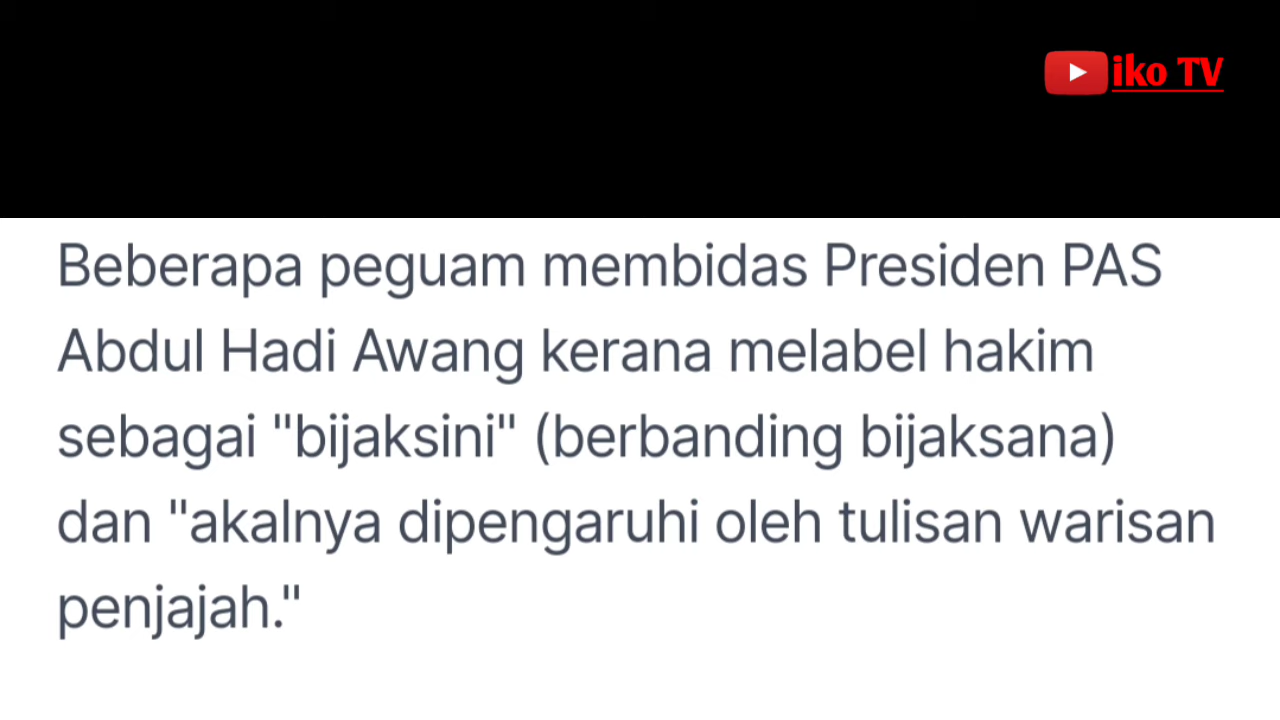 iko TV
Beberapa peguam membidas Presiden PAS
Abdul Hadi Awang kerana melabel hakim
sebagai "bijaksini" (berbanding bijaksana)
dan "akalnya dipengaruhi oleh tulisan warisan
penjajah."